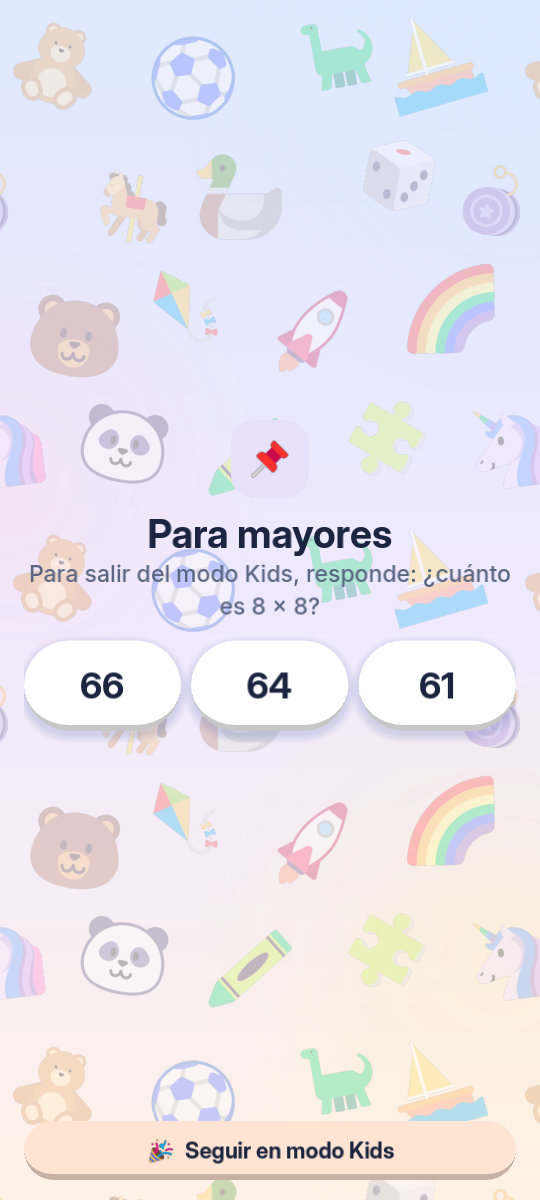 Para mayores
Para salir del modo Kids, responde: ¿cuánto
es 8 × 8?
66
64
61
Seguir en modo Kids